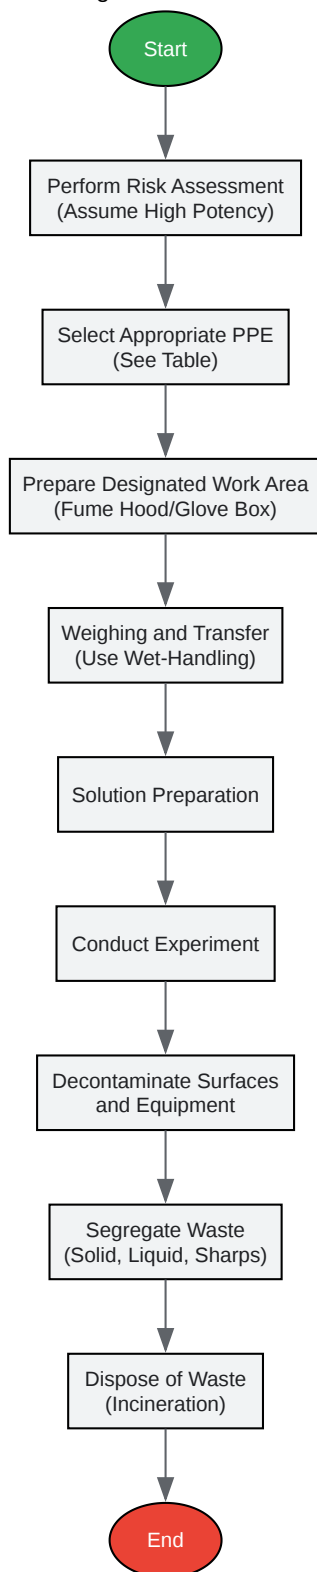 Start
Perform Risk Assessment
(Assume High Potency)
Select Appropriate PPE
(See Table)
Prepare Designated Work Area
(Fume Hood/Glove Box)
Weighing and Transfer
(Use Wet-Handling)
Solution Preparation
Conduct Experiment
Decontaminate Surfaces
and Equipment
Segregate Waste
(Solid, Liquid, Sharps)
Dispose of Waste
(Incineration)
End